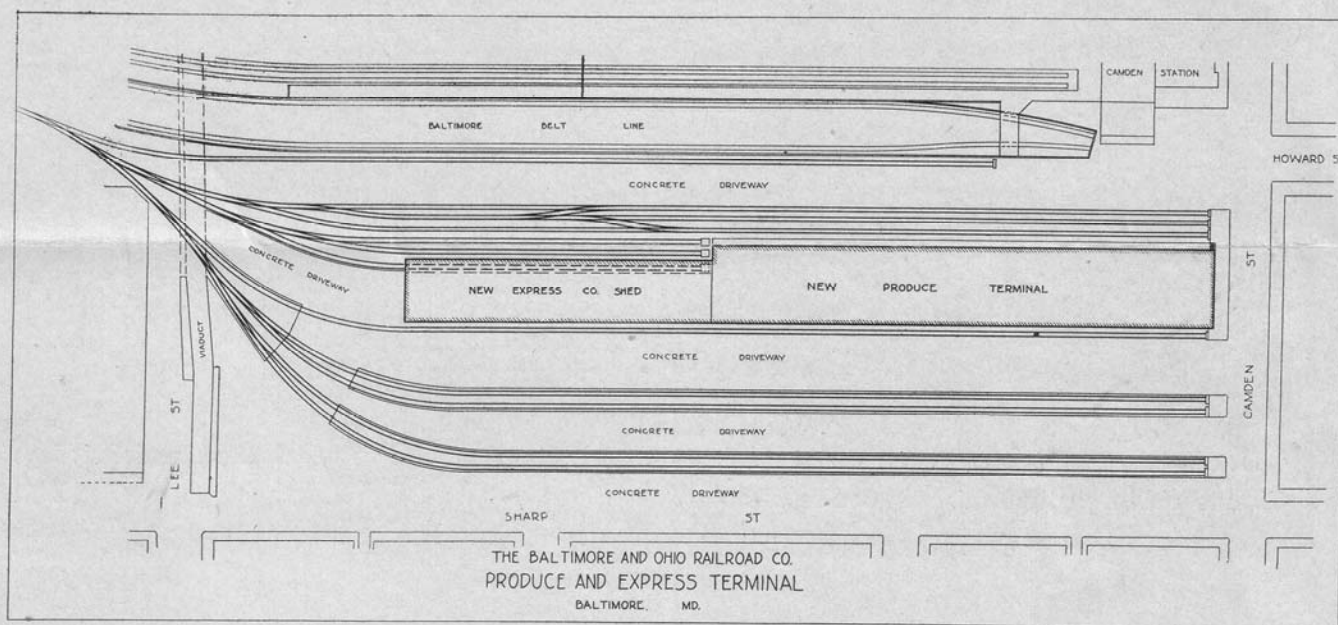 CAMDEN STATION
BALTIMORE BELT LINE
HOWARD S
CONCRETE DRIVEWAY
CONCRETE DRIVEWAY
NEW EXPRESS CO. SHED
NEW PRODUCE TERMINAL
CAMDEN ST
VIADUCT
CONCRETE DRIVEWAY
LEE ST
CONCRETE DRIVEWAY
CONCRETE DRIVEWAY
SHARP ST
THE BALTIMORE AND OHIO RAILROAD CO.
PRODUCE AND EXPRESS TERMINAL
BALTIMORE, MD.